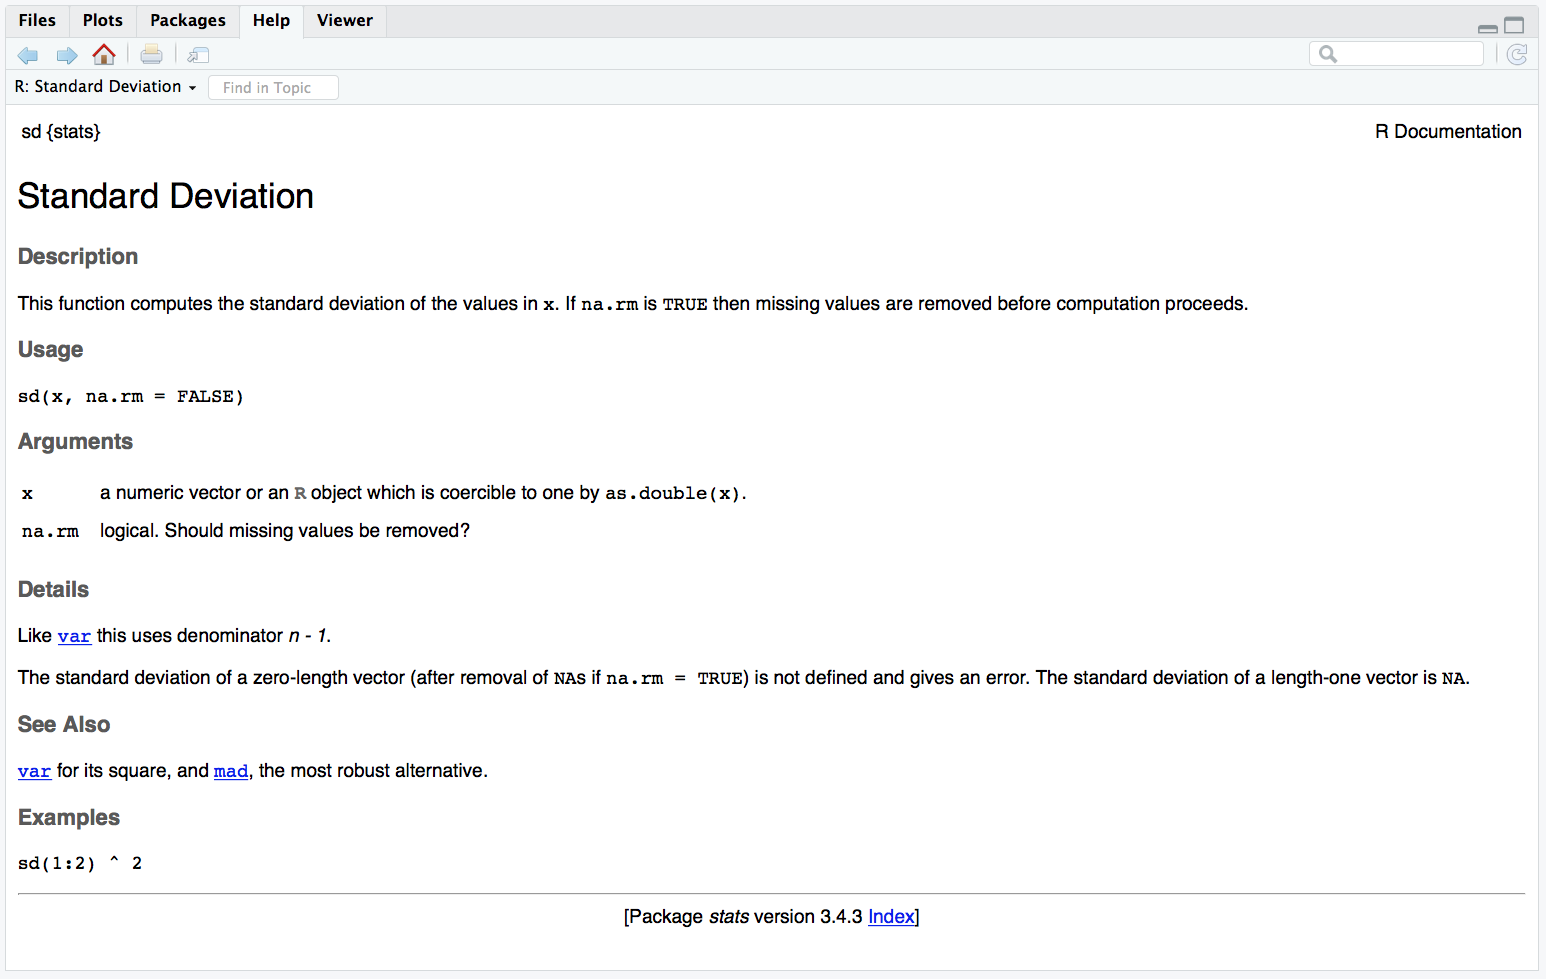 Files Plots Packages Help Viewer
R: Standard Deviation Find in Topic
sd {stats} R Documentation
Standard Deviation
Description
This function computes the standard deviation of the values in x. If na.rm is TRUE then missing values are removed before computation proceeds.
Usage
sd(x, na.rm = FALSE)
Arguments
x a numeric vector or an R object which is coercible to one by as.double(x).
na.rm logical. Should missing values be removed?
Details
Like var this uses denominator n - 1.
The standard deviation of a zero-length vector (after removal of NAs if na.rm = TRUE) is not defined and gives an error. The standard deviation of a length-one vector is NA.
See Also
var for its square, and mad, the most robust alternative.
Examples
sd(1:2) ^ 2
[Package stats version 3.4.3 Index]